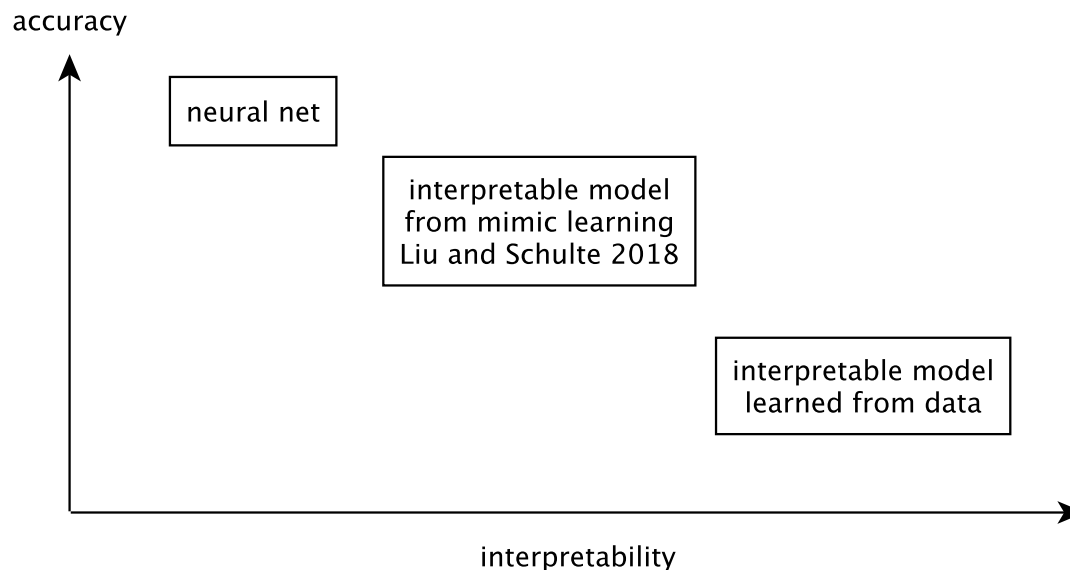 accuracy
neural net
interpretable model
from mimic learning
Liu and Schulte 2018
interpretable model
learned from data
interpretability